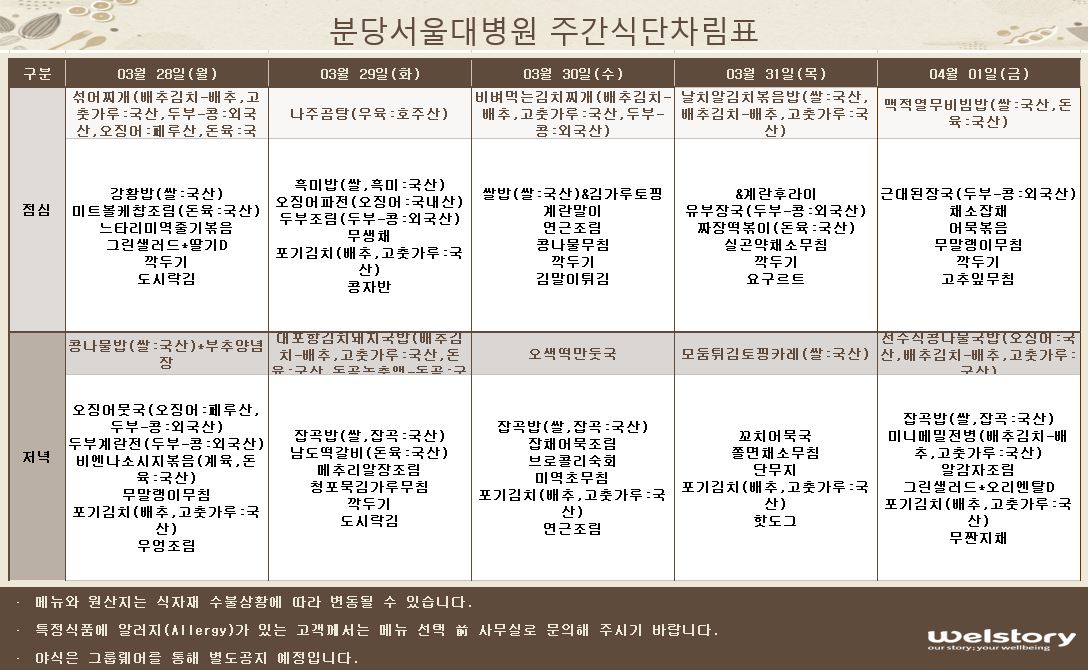 분당서울대병원 주간식단차림표
구분 03월 28일(월) 03월 29일(화) 03월 30일(수) 03월 31일(목) 04월 01일(금)
점심
섞어찌개(배추김치-배추,고
춧가루:국산,두부-콩:외국
산,오징어:페루산,돈육:국
나주곰탕(우육:호주산)
비벼먹는김치찌개(배추김치-
배추,고춧가루:국산,두부-
콩:외국산)
날치알김치볶음밥(쌀:국산,
배추김치-배추,고춧가루:국
산)
맥적열무비빔밥(쌀:국산,돈
육:국산)
강황밥(쌀:국산)
미트볼케찹조림(돈육:국산)
느타리미역줄기볶음
그린샐러드*딸기D
깍두기
도시락김
흑미밥(쌀,흑미:국산)
오징어파전(오징어:국내산)
두부조림(두부-콩:외국산)
무생채
포기김치(배추,고춧가루:국
산)
콩자반
쌀밥(쌀:국산)&김가루토핑
계란말이
연근조림
콩나물무침
깍두기
김말이튀김
&계란후라이
유부장국(두부-콩:외국산)
짜장떡볶이(돈육:국산)
실곤약채소무침
깍두기
요구르트
근대된장국(두부-콩:외국산)
채소잡채
어묵볶음
무말랭이무침
깍두기
고추잎무침
저녁
콩나물밥(쌀:국산)*부추양념
장
대포항김치돼지국밥(배추김
치-배추,고춧가루:국산,돈
육:국산,돈골농축액-돈골:구
오색떡만둣국
모둠튀김토핑카레(쌀:국산)
전주식콩나물국밥(오징어:국
산,배추김치-배추,고춧가루:
국산)
오징어뭇국(오징어:페루산,
두부-콩:외국산)
두부계란전(두부-콩:외국산)
비엔나소시지볶음(계육,돈
육:국산)
무말랭이무침
포기김치(배추,고춧가루:국
산)
우엉조림
잡곡밥(쌀,잡곡:국산)
남도떡갈비(돈육:국산)
메추리알장조림
청포묵김가루무침
깍두기
도시락김
잡곡밥(쌀,잡곡:국산)
잡채어묵조림
브로콜리숙회
미역초무침
포기김치(배추,고춧가루:국
산)
연근조림
꼬치어묵국
쫄면채소무침
단무지
포기김치(배추,고춧가루:국
산)
핫도그
잡곡밥(쌀,잡곡:국산)
미니메밀전병(배추김치-배
추,고춧가루:국산)
알감자조림
그린샐러드*오리엔탈D
포기김치(배추,고춧가루:국
산)
무짠지채
· 메뉴와 원산지는 식자재 수불상황에 따라 변동될 수 있습니다.
· 특정식품에 알러지(Allergy)가 있는 고객께서는 메뉴 선택 前 사무실로 문의해 주시기 바랍니다.
· 야식은 그룹웨어를 통해 별도공지 예정입니다.
Welstory
our story; your wellbeing